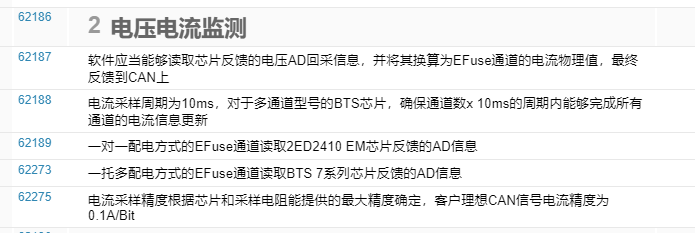 62186 2 电压电流监测
62187 软件应当能够读取芯片反馈的电压AD回采信息，并将其换算为EFuse通道的电流物理值，最终
反馈到CAN上
62188 电流采样周期为10ms，对于多通道型号的BTS芯片，确保通道数x 10ms的周期内能够完成所有
通道的电流信息更新
62189 一对一配电方式的EFuse通道读取2ED2410 EM芯片反馈的AD信息
62273 一托多配电方式的EFuse通道读取BTS 7系列芯片反馈的AD信息
62275 电流采样精度根据芯片和采样电阻能提供的最大精度确定，客户理想CAN信号电流精度为
0.1A/Bit